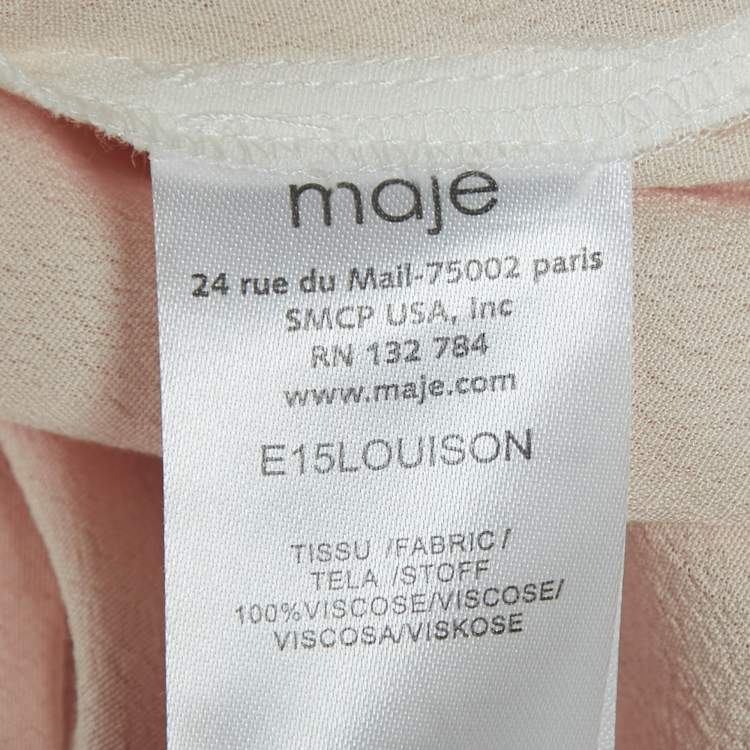 maje
24 rue du Mail-75002 paris
SMCP USA, Inc
RN 132 784
www.maje.com
E15LOUISON
TISSU /FABRIC/
TELA /STOFF
100%VISCOSE/VISCOSE/
VISCOSA/VISKOSE